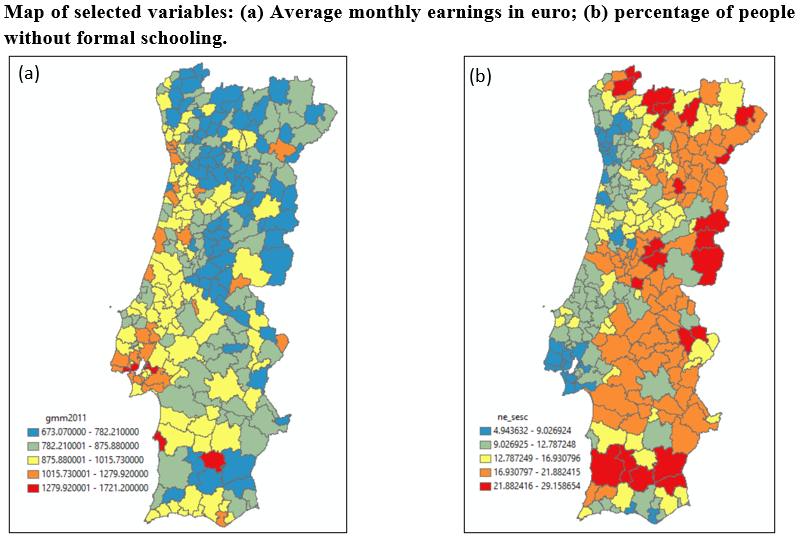 Map of selected variables: (a) Average monthly earnings in euro; (b) percentage of people
without formal schooling.
(a)
gmm2011
673.070000 - 782.210000
782.210001 - 875.880000
875.880001 - 1015.730000
1015.730001 - 1279.920000
1279.920001 - 1721.200000
(b)
ne_sesc
4.943632 - 9.026924
9.026925 - 12.787248
12.787249 - 16.930796
16.930797 - 21.882415
21.882416 - 29.158654